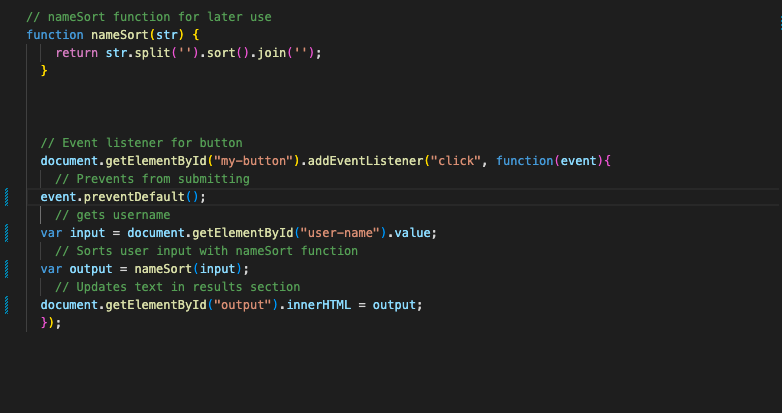 // nameSort function for later use
function nameSort(str) {
return str.split('').sort().join('');
}
// Event listener for button
document.getElementById("my-button").addEventListener("click", function(event){
// Prevents from submitting
event.preventDefault();
// gets username
var input = document.getElementById("user-name").value;
// Sorts user input with nameSort function
var output = nameSort(input);
// Updates text in results section
document.getElementById("output").innerHTML = output;
});